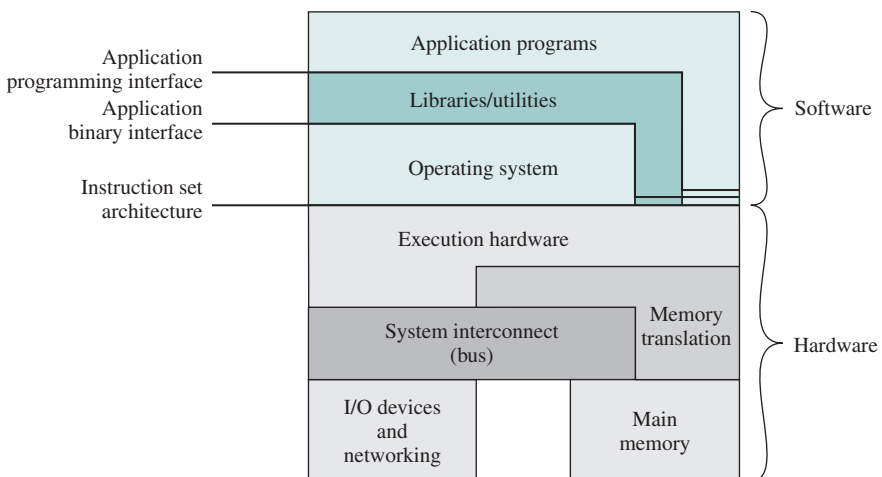 Application programs
Application
programming interface
Libraries/utilities
Application
binary interface
Software
Operating system
Instruction set
architecture
Execution hardware
Memory
translation
System interconnect
(bus)
Hardware
I/O devices
and
networking
Main
memory